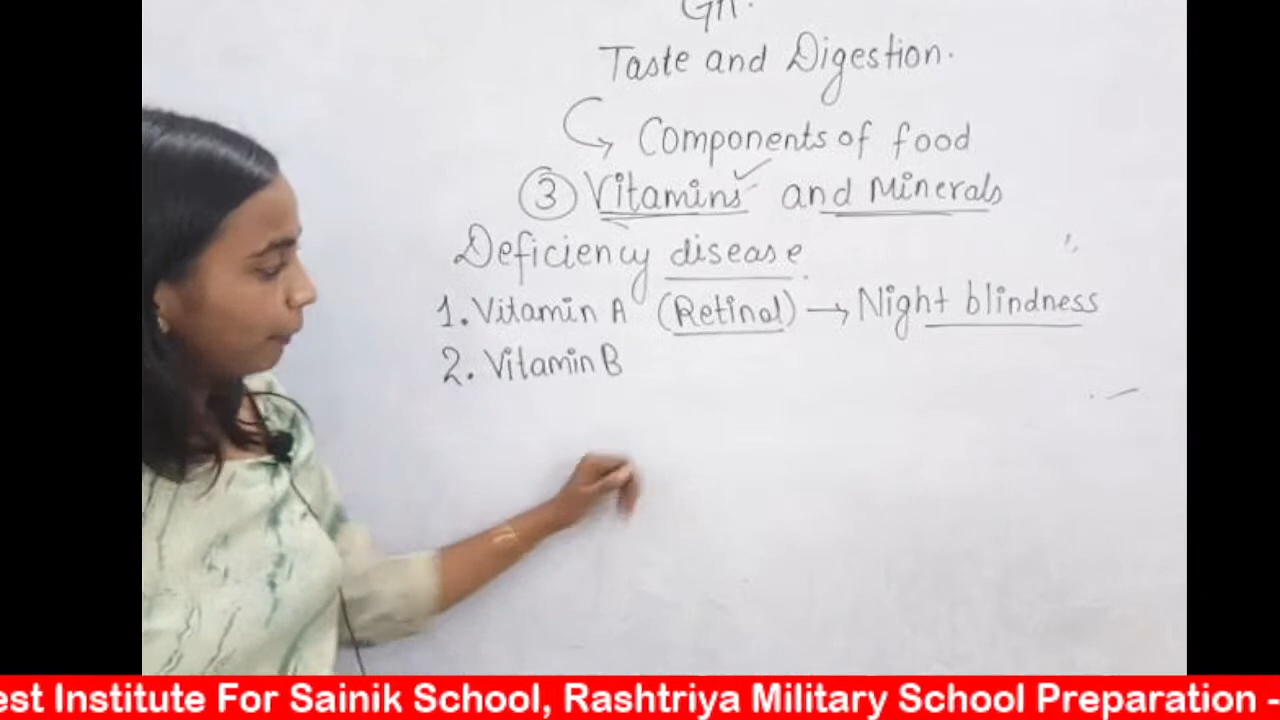 Taste and Digestion.
Components of food
③ Vitamins and Minerals
Deficiency disease.
1. Vitamin A (Retinol) → Night blindness
2. Vitamin B
est Institute For Sainik School, Rashtriya Military School Preparation -